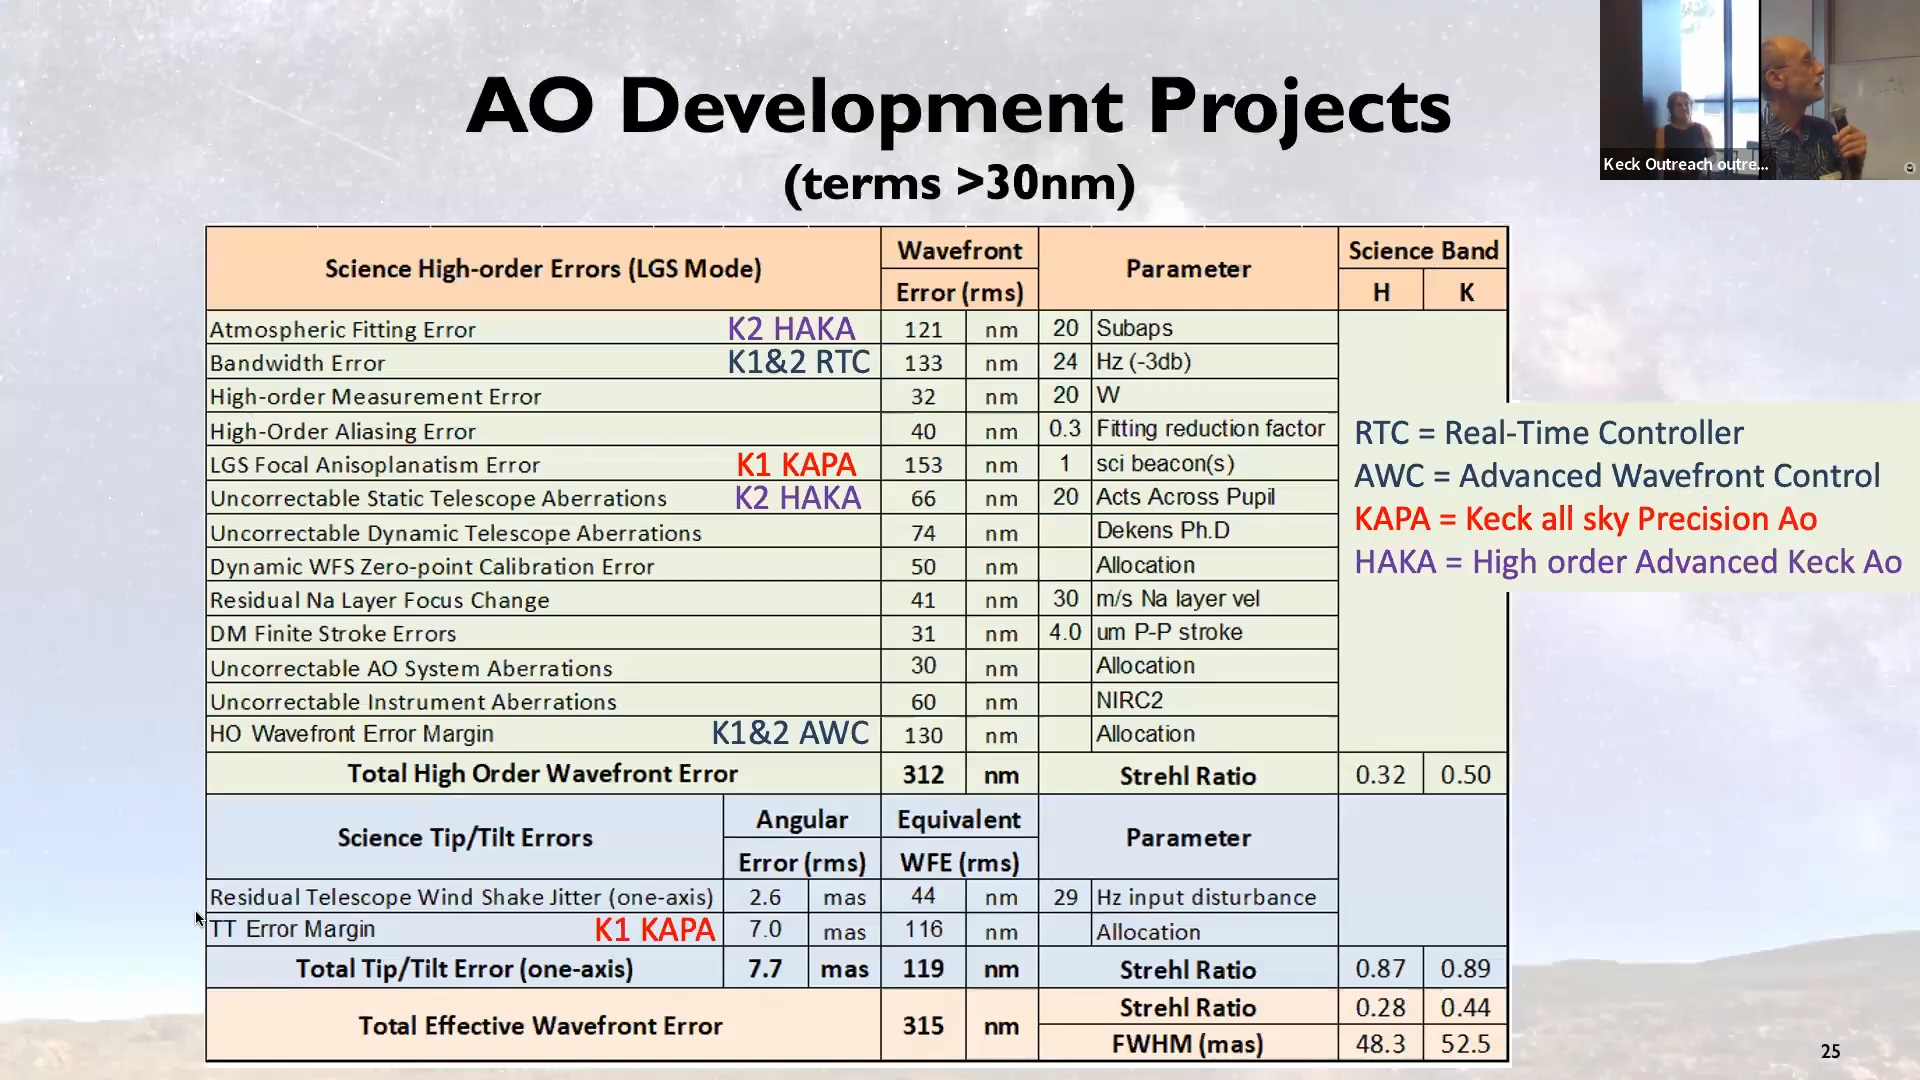 AO Development Projects
(terms >30nm)
Keck Outreach outre...
Science High-order Errors (LGS Mode) Wavefront Error (rms) Parameter Science Band H K
Atmospheric Fitting Error K2 HAKA 121 nm 20 Subaps
Bandwidth Error K1&2 RTC 133 nm 24 Hz (-3db)
High-order Measurement Error 32 nm 20 W
High-Order Aliasing Error 40 nm 0.3 Fitting reduction factor
LGS Focal Anisoplanatism Error K1 KAPA 153 nm 1 sci beacon(s)
Uncorrectable Static Telescope Aberrations K2 HAKA 66 nm 20 Acts Across Pupil
Uncorrectable Dynamic Telescope Aberrations 74 nm Dekens Ph.D
Dynamic WFS Zero-point Calibration Error 50 nm Allocation
Residual Na Layer Focus Change 41 nm 30 m/s Na layer vel
DM Finite Stroke Errors 31 nm 4.0 um P-P stroke
Uncorrectable AO System Aberrations 30 nm Allocation
Uncorrectable Instrument Aberrations 60 nm NIRC2
HO Wavefront Error Margin K1&2 AWC 130 nm Allocation
Total High Order Wavefront Error 312 nm Strehl Ratio 0.32 0.50
Science Tip/Tilt Errors Angular Error (rms) Equivalent WFE (rms) Parameter
Residual Telescope Wind Shake Jitter (one-axis) 2.6 mas 44 nm 29 Hz input disturbance
TT Error Margin K1 KAPA 7.0 mas 116 nm Allocation
Total Tip/Tilt Error (one-axis) 7.7 mas 119 nm Strehl Ratio 0.87 0.89
Total Effective Wavefront Error 315 nm Strehl Ratio 0.28 0.44
FWHM (mas) 48.3 52.5
RTC = Real-Time Controller
AWC = Advanced Wavefront Control
KAPA = Keck all sky Precision Ao
HAKA = High order Advanced Keck Ao
25